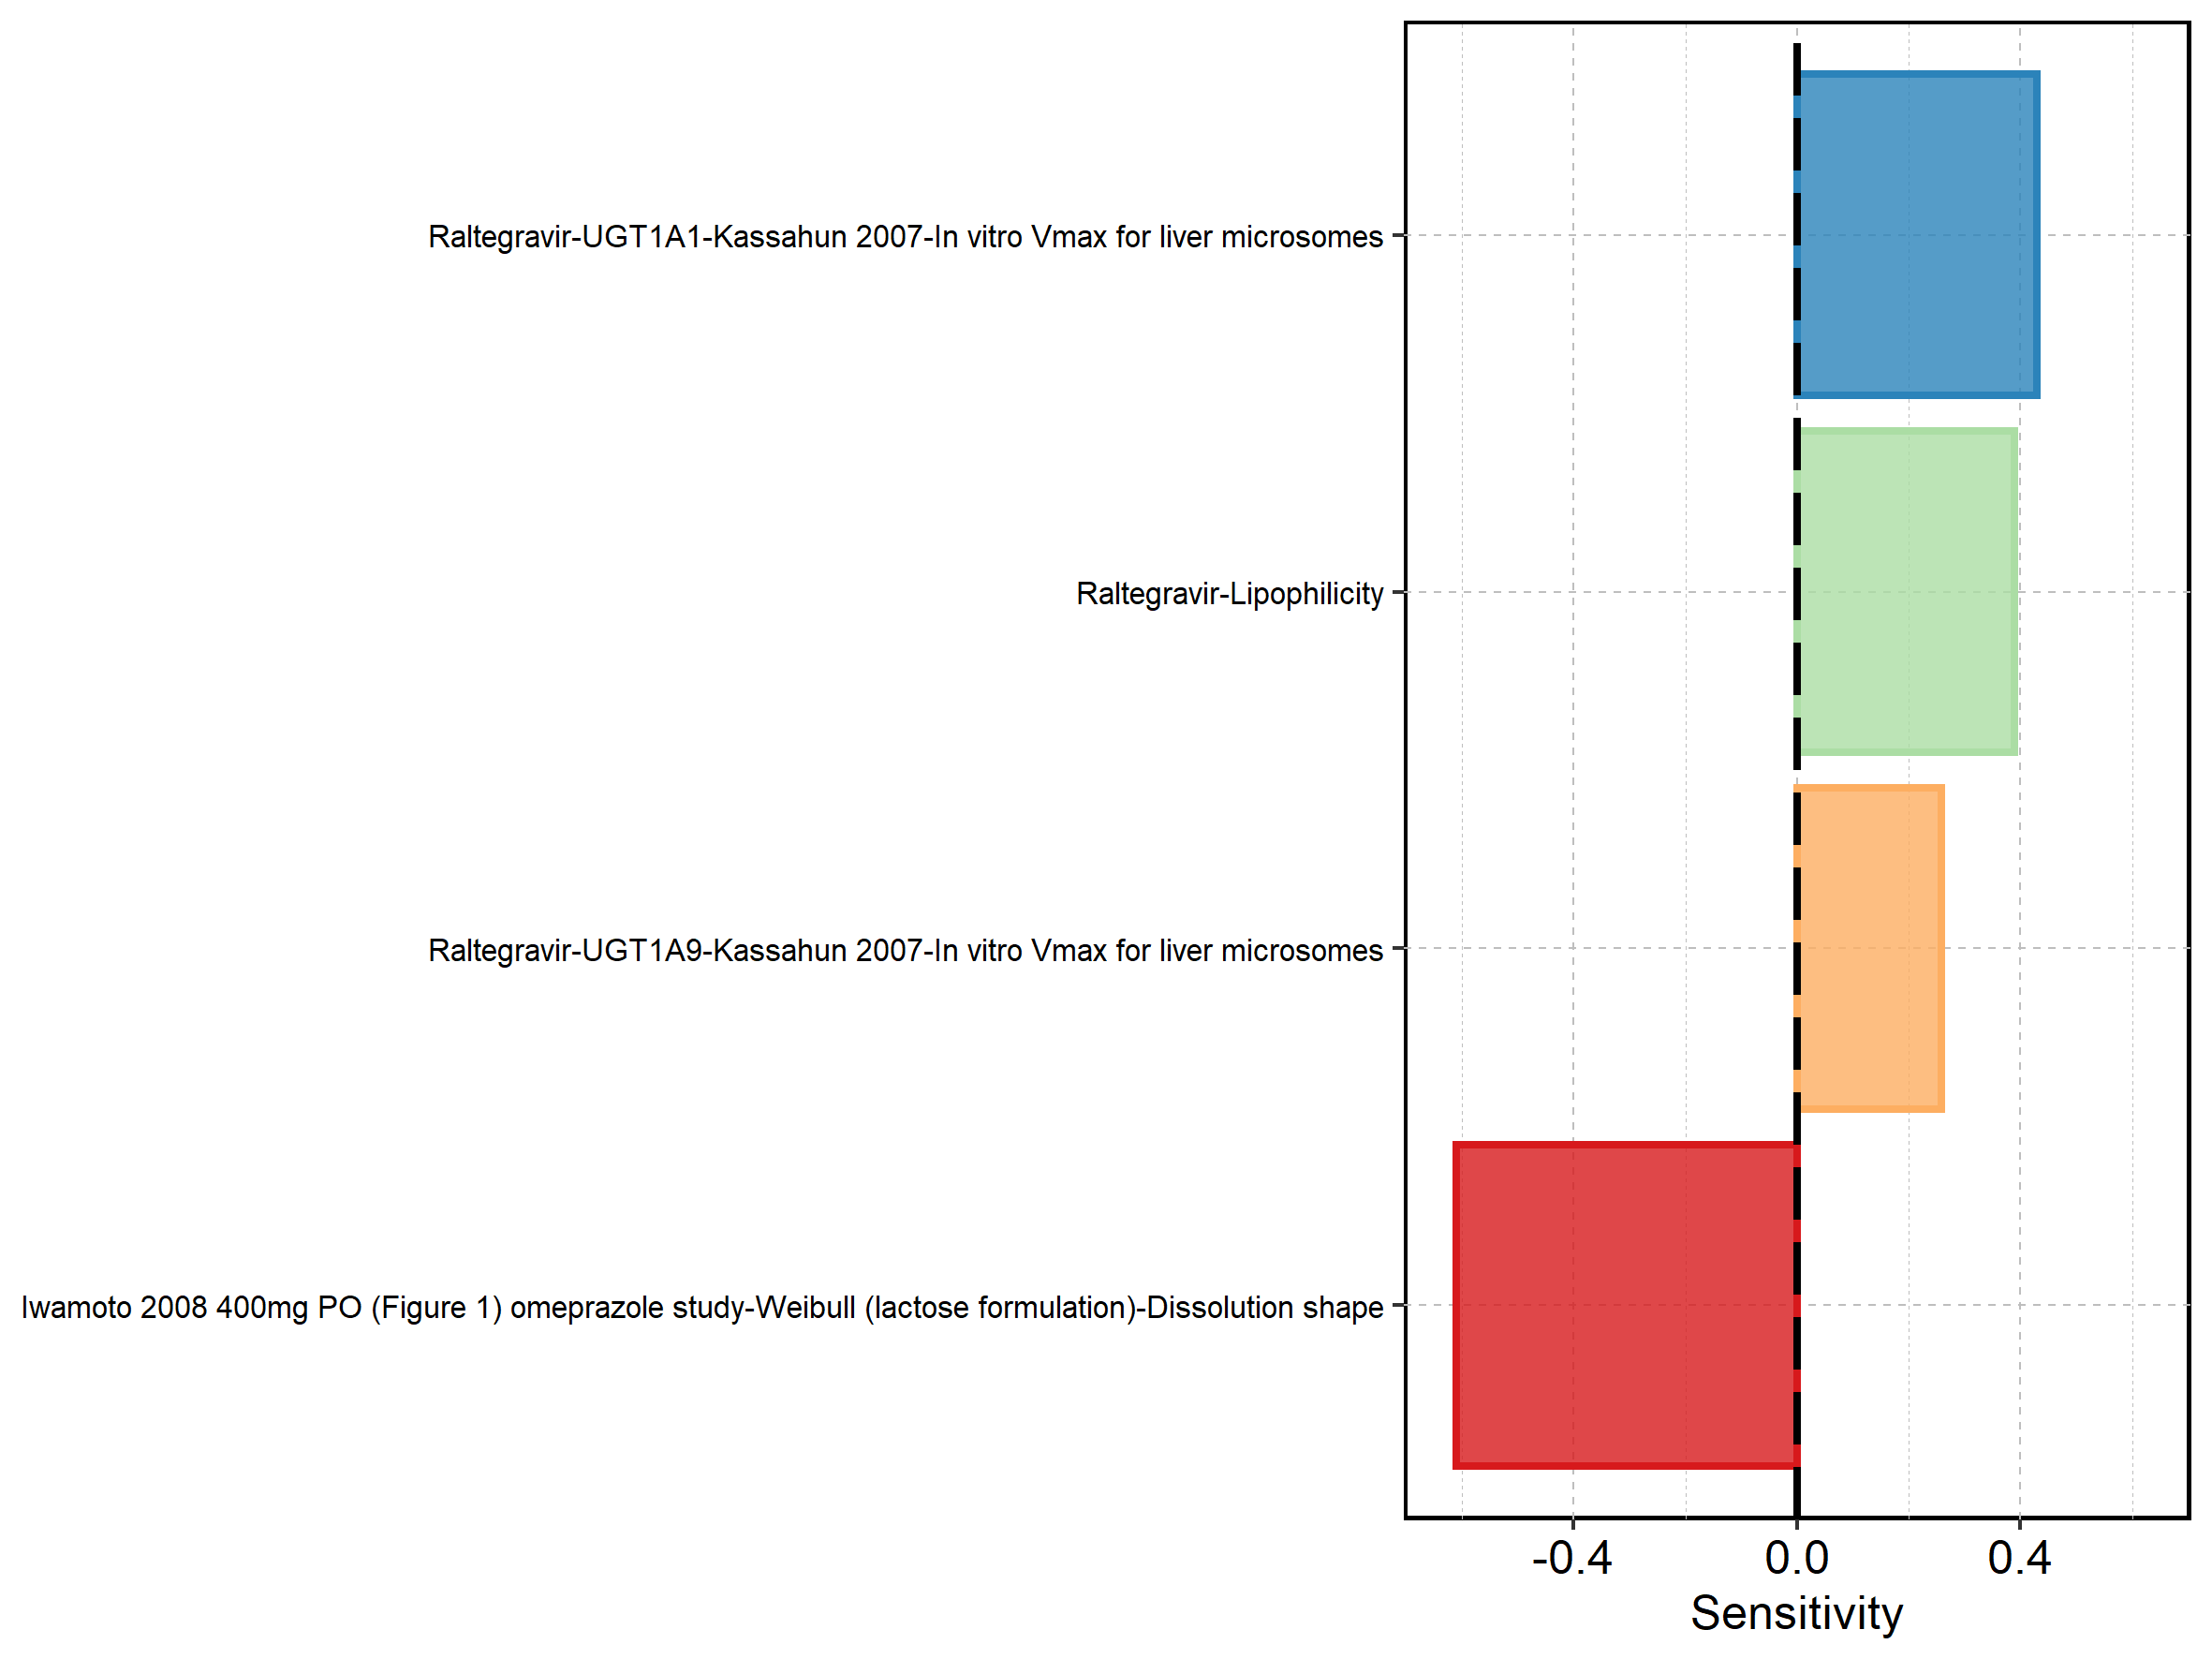 Raltegravir-UGT1A1-Kassahun 2007-In vitro Vmax for liver microsomes
Raltegravir-Lipophilicity
Raltegravir-UGT1A9-Kassahun 2007-In vitro Vmax for liver microsomes
Iwamoto 2008 400mg PO (Figure 1) omeprazole study-Weibull (lactose formulation)-Dissolution shape
-0.4 0.0 0.4
Sensitivity